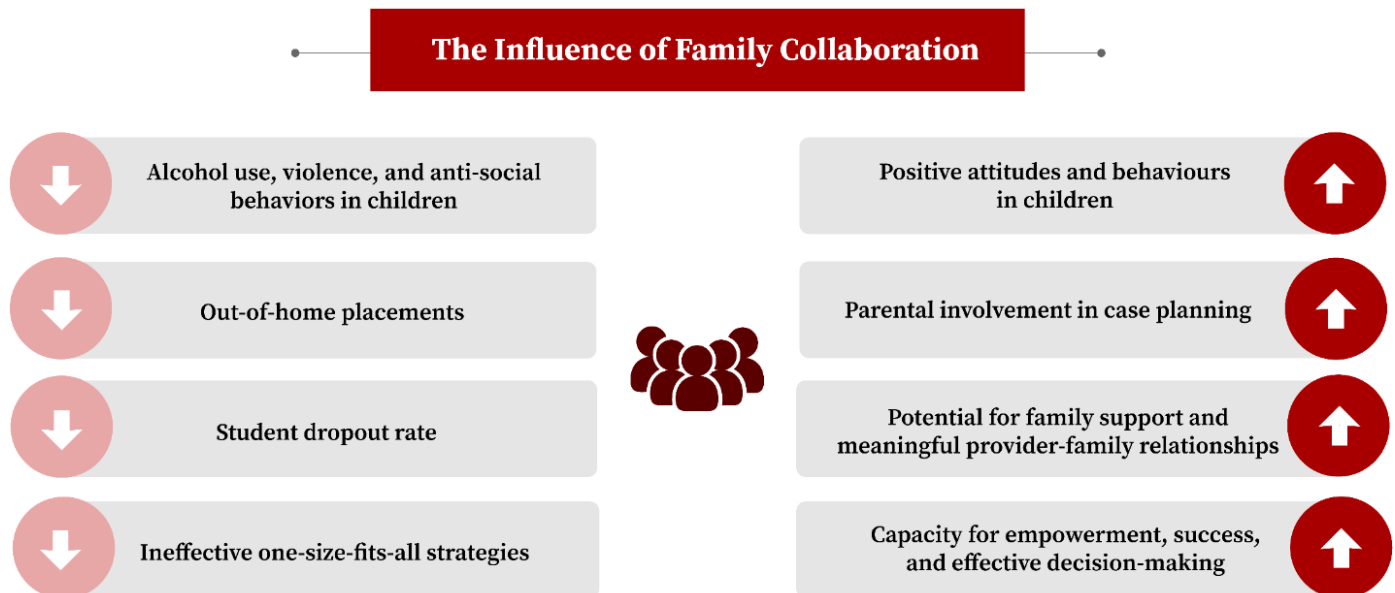 The Influence of Family Collaboration
Alcohol use, violence, and anti-social
behaviors in children
Out-of-home placements
Student dropout rate
Ineffective one-size-fits-all strategies
Positive attitudes and behaviours
in children
Parental involvement in case planning
Potential for family support and
meaningful provider-family relationships
Capacity for empowerment, success,
and effective decision-making